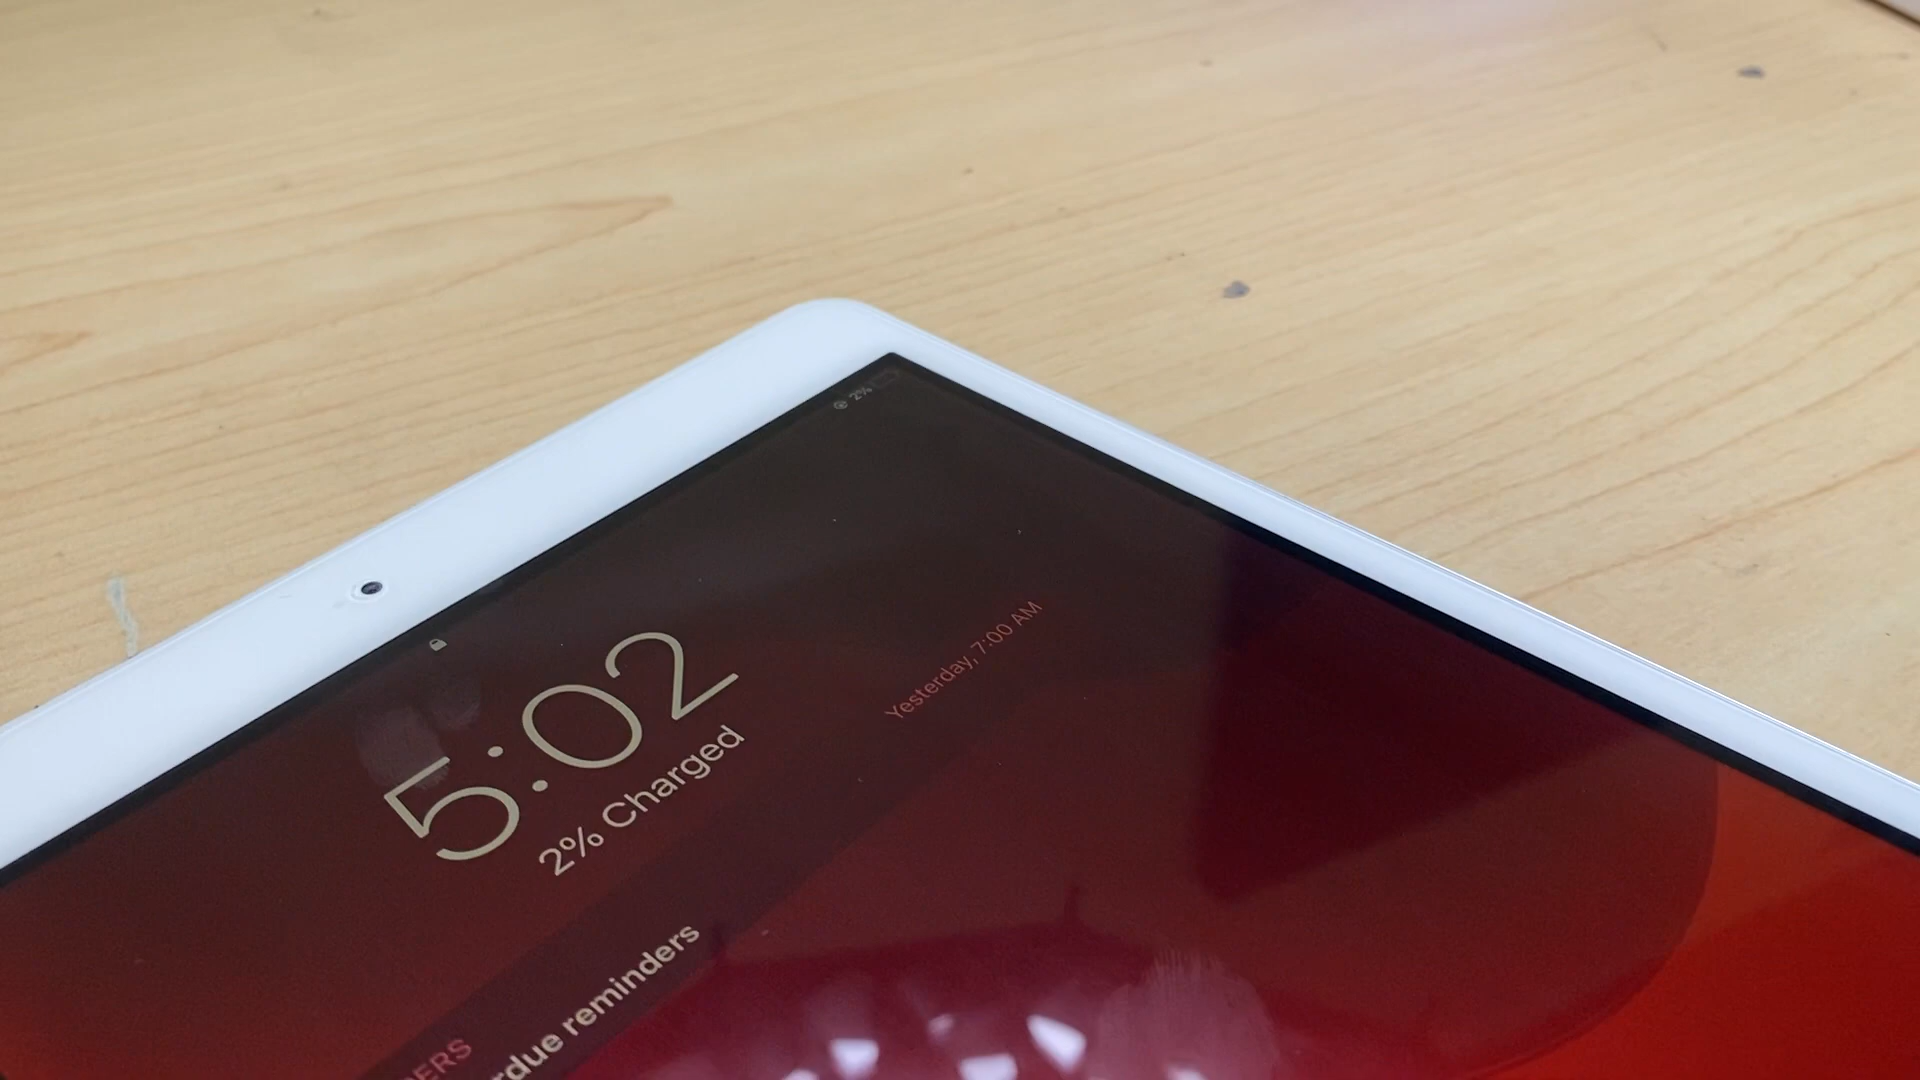 2%
5:02
2% Charged
Yesterday, 7:00 AM
ERS
rdue reminders